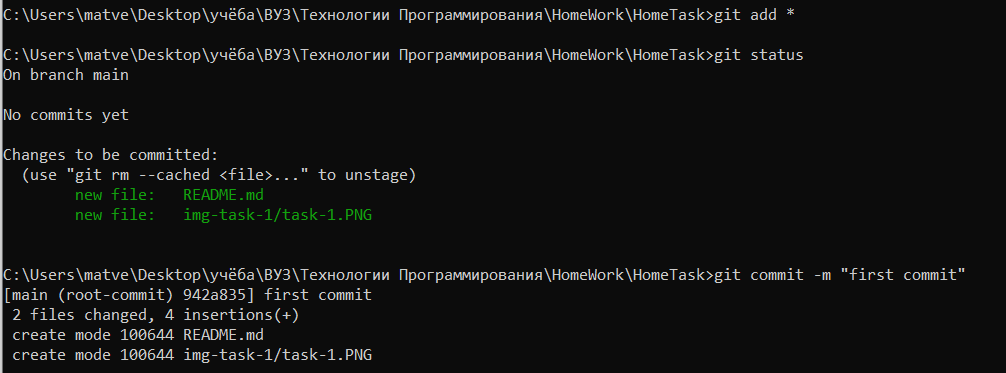 C:\Users\matve\Desktop\учёба\ВУЗ\Технологии Программирования\HomeWork\HomeTask>git add *
C:\Users\matve\Desktop\учёба\ВУЗ\Технологии Программирования\HomeWork\HomeTask>git status
On branch main
No commits yet
Changes to be committed:
  (use "git rm --cached <file>..." to unstage)
        new file:   README.md
        new file:   img-task-1/task-1.PNG
C:\Users\matve\Desktop\учёба\ВУЗ\Технологии Программирования\HomeWork\HomeTask>git commit -m "first commit"
[main (root-commit) 942a835] first commit
 2 files changed, 4 insertions(+)
 create mode 100644 README.md
 create mode 100644 img-task-1/task-1.PNG